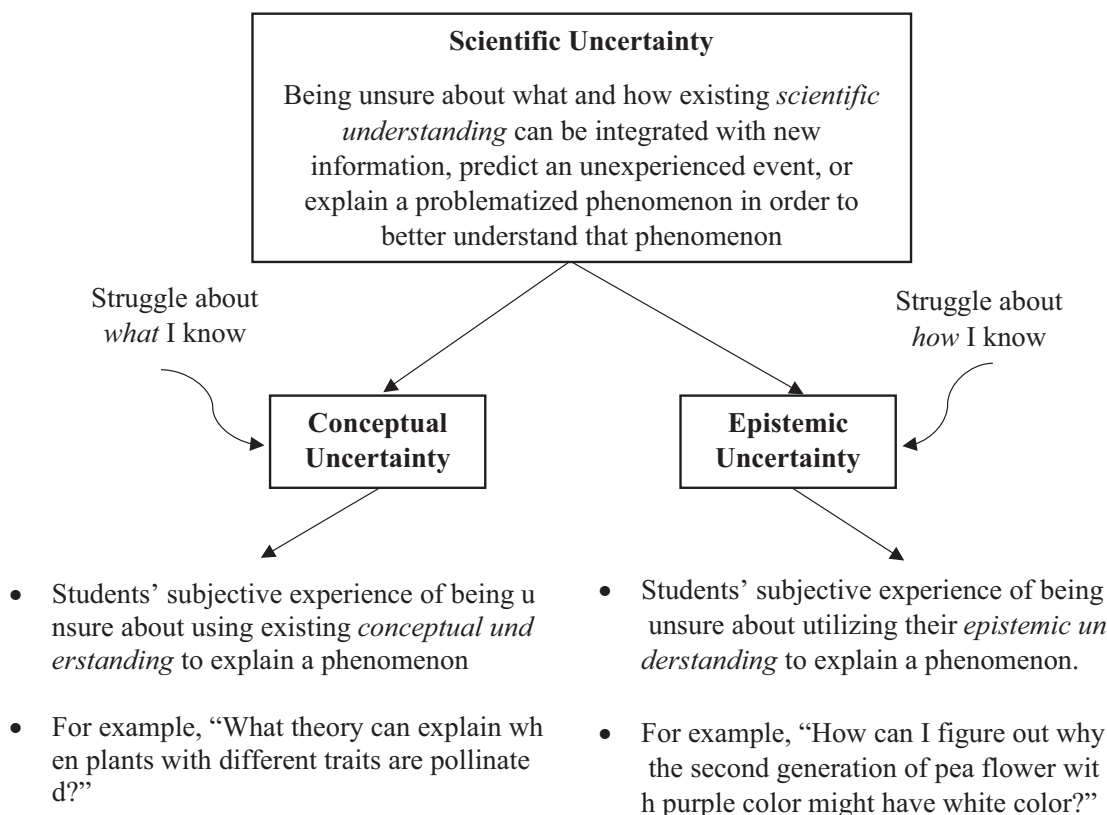 Scientific Uncertainty
Being unsure about what and how existing scientific
understanding can be integrated with new
information, predict an unexperienced event, or
explain a problematized phenomenon in order to
better understand that phenomenon
Struggle about
what I know
Struggle about
how I know
Conceptual
Uncertainty
Epistemic
Uncertainty
• Students’ subjective experience of being u
nsure about using existing conceptual und
erstanding to explain a phenomenon
• For example, “What theory can explain wh
en plants with different traits are pollinate
d?”
• Students’ subjective experience of being
unsure about utilizing their epistemic un
derstanding to explain a phenomenon.
• For example, “How can I figure out why
the second generation of pea flower wit
h purple color might have white color?”